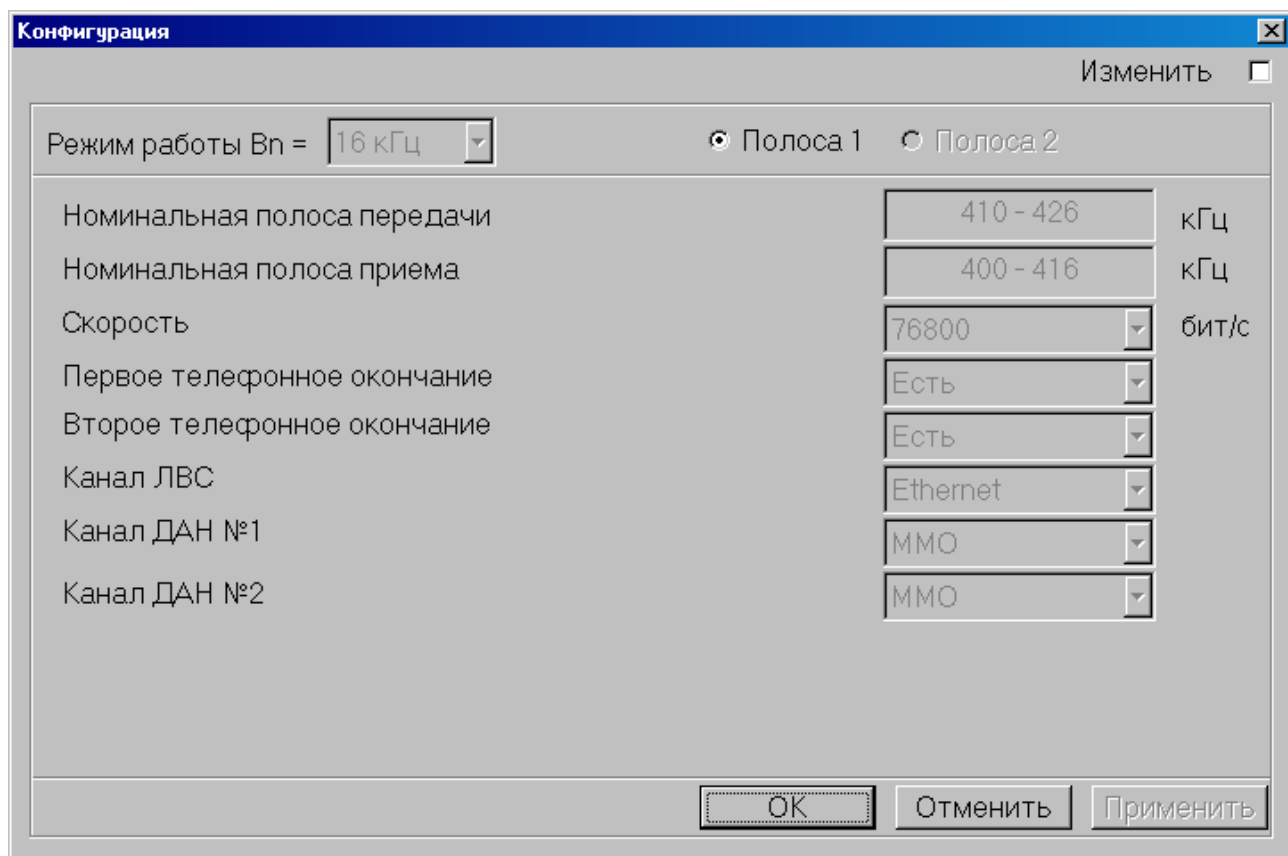 Конфигурация
Изменить
Режим работы Bn = 16 кГц Полоса 1 Полоса 2
Номинальная полоса передачи 410 - 426 кГц
Номинальная полоса приема 400 - 416 кГц
Скорость 76800 бит/с
Первое телефонное окончание Есть
Второе телефонное окончание Есть
Канал ЛВС Ethernet
Канал ДАН №1 ММО
Канал ДАН №2 ММО
OK Отменить Применить